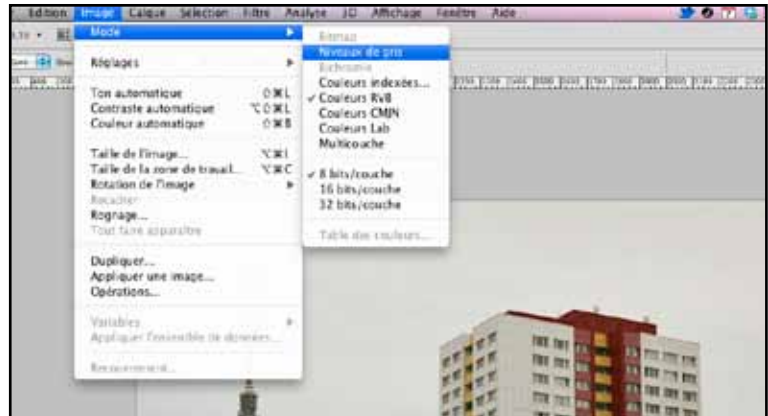 Edition Image Calque Sélection Filtre Analyse 3D Affichage Fenêtre Aide
Mode
Réglages
Ton automatique ⇧⌘L
Contraste automatique ⌥⇧⌘L
Couleur automatique ⇧⌘B
Taille de l'image... ⌥⌘I
Taille de la zone de travail... ⌥⌘C
Rotation de l'image
Recadrer
Rognage...
Tout faire apparaître
Dupliquer...
Appliquer une image...
Opérations...
Variables
Appliquer l'ensemble de données...
Recouvrement...
Bitmap
Niveaux de gris
Bichromie
Couleurs indexées...
✓ Couleurs RVB
Couleurs CMJN
Couleurs Lab
Multicouche
✓ 8 bits/couche
16 bits/couche
32 bits/couche
Table des couleurs...